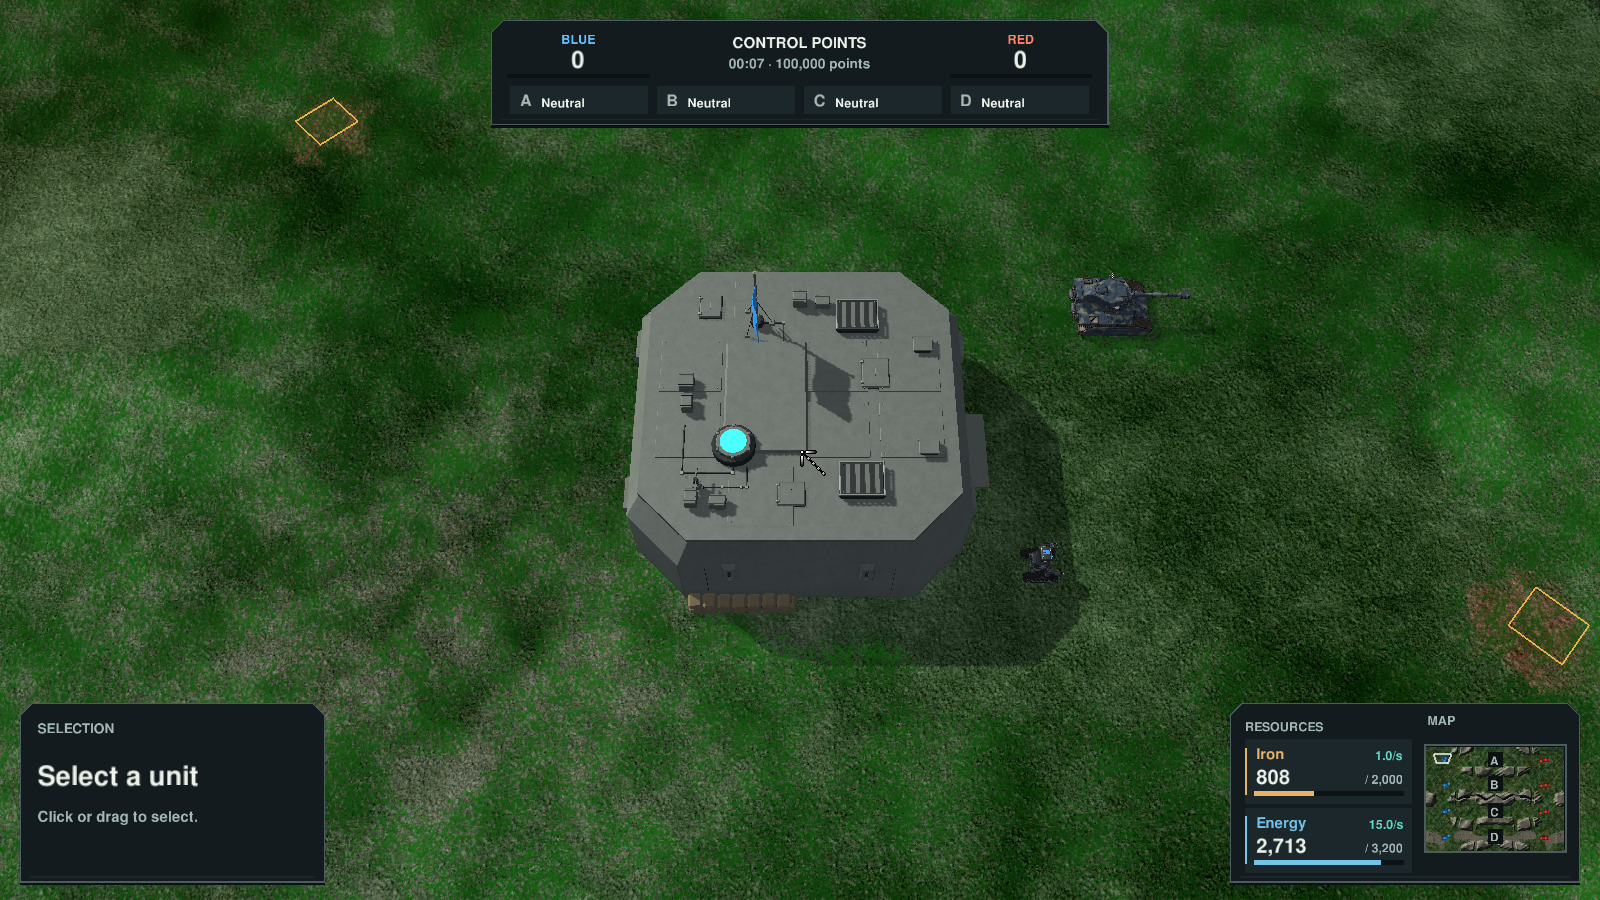 BLUE
0
CONTROL POINTS
00:07 · 100,000 points
RED
0
A Neutral
B Neutral
C Neutral
D Neutral
SELECTION
Select a unit
Click or drag to select.
RESOURCES
Iron 1.0/s
808 / 2,000
Energy 15.0/s
2,713 / 3,200
MAP
A
B
C
D